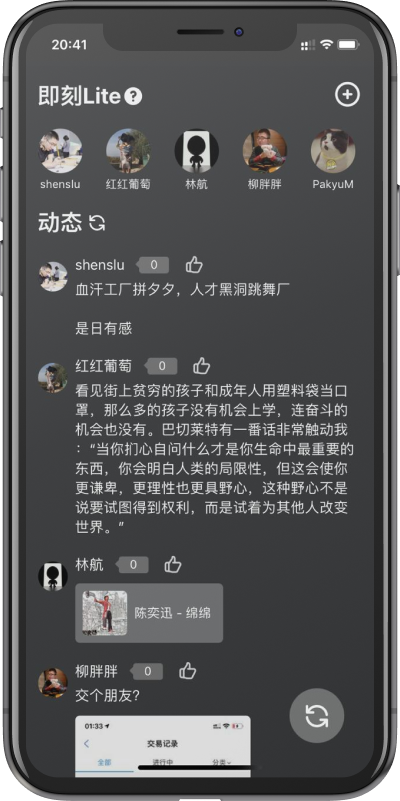 20:41
即刻Lite?
shenslu 红红葡萄 林航 柳胖胖 PakyuM
动态
shenslu 0
血汗工厂拼夕夕，人才黑洞跳舞厂
是日有感
红红葡萄 0
看见街上贫穷的孩子和成年人用塑料袋当口
罩，那么多的孩子没有机会上学，连奋斗的
机会也没有。巴切莱特有一番话非常触动我
：“当你扪心自问什么才是你生命中最重要的
东西，你会明白人类的局限性，但这会使你
更谦卑，更理性也更具野心，这种野心不是
说要试图得到权利，而是试着为其他人改变
世界。”
林航 0
陈奕迅 - 绵绵
柳胖胖 0
交个朋友?
01:33
交易记录
全部 进行中 分类